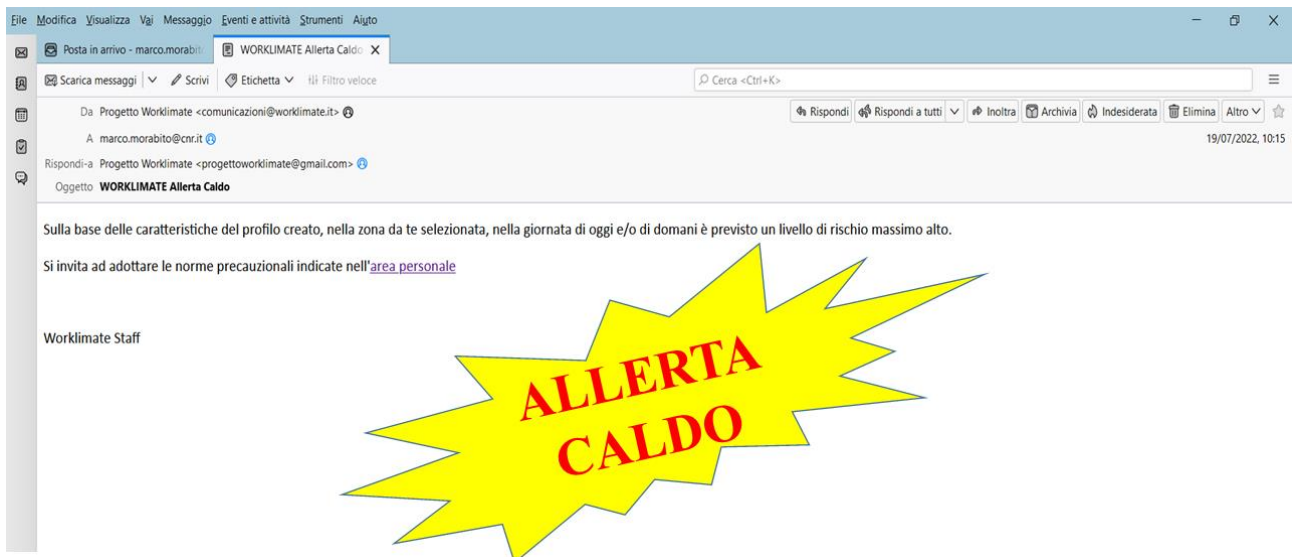 File Modifica Visualizza Vai Messaggio Eventi e attività Strumenti Aiuto
Posta in arrivo - marco.morabit
WORKLIMATE Allerta Caldo
Scarica messaggi Scrivi Etichetta Filtro veloce Cerca <Ctrl+K>
Da Progetto Worklimate <comunicazioni@worklimate.it> Rispondi Rispondi a tutti Inoltra Archivia Indesiderata Elimina Altro
A marco.morabito@cnr.it 19/07/2022, 10:15
Rispondi-a Progetto Worklimate <progettoworklimate@gmail.com>
Oggetto WORKLIMATE Allerta Caldo
Sulla base delle caratteristiche del profilo creato, nella zona da te selezionata, nella giornata di oggi e/o di domani è previsto un livello di rischio massimo alto.
Si invita ad adottare le norme precauzionali indicate nell'area personale
Worklimate Staff
ALLERTA
CALDO